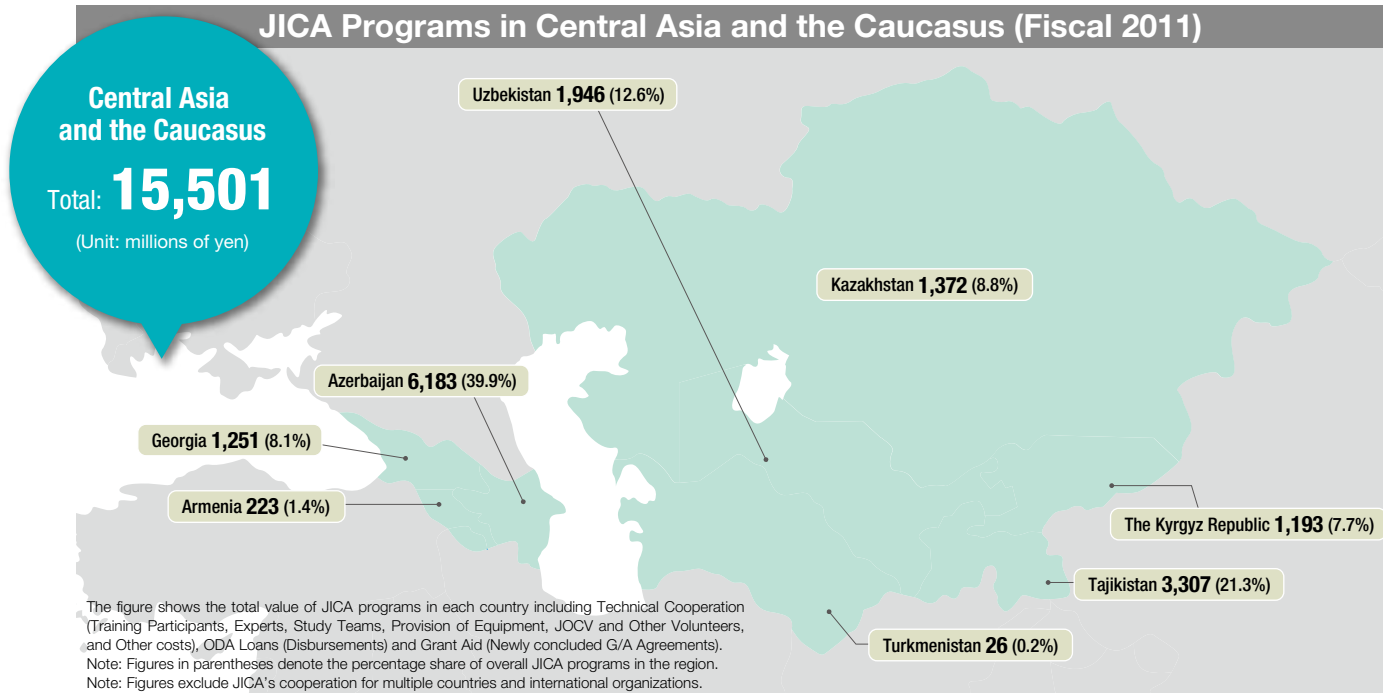 JICA Programs in Central Asia and the Caucasus (Fiscal 2011)
Central Asia
and the Caucasus
Total: 15,501
(Unit: millions of yen)
Uzbekistan 1,946 (12.6%)
Kazakhstan 1,372 (8.8%)
Azerbaijan 6,183 (39.9%)
Georgia 1,251 (8.1%)
Armenia 223 (1.4%)
The Kyrgyz Republic 1,193 (7.7%)
Tajikistan 3,307 (21.3%)
Turkmenistan 26 (0.2%)
The figure shows the total value of JICA programs in each country including Technical Cooperation
(Training Participants, Experts, Study Teams, Provision of Equipment, JOCV and Other Volunteers,
and Other costs), ODA Loans (Disbursements) and Grant Aid (Newly concluded G/A Agreements).
Note: Figures in parentheses denote the percentage share of overall JICA programs in the region.
Note: Figures exclude JICA's cooperation for multiple countries and international organizations.